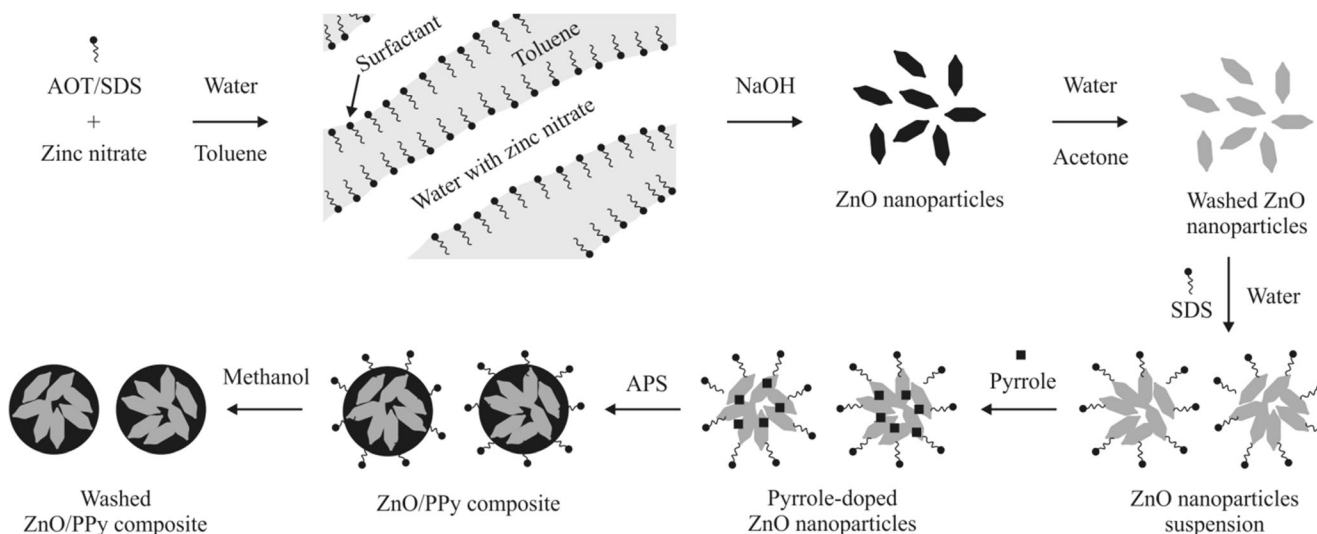 AOT/SDS
+
Zinc nitrate
Water
Toluene
Surfactant
Toluene
Water with zinc nitrate
NaOH
ZnO nanoparticles
Water
Acetone
Washed ZnO
nanoparticles
SDS
Water
ZnO nanoparticles
suspension
Pyrrole
Pyrrole-doped
ZnO nanoparticles
APS
ZnO/PPy composite
Methanol
Washed
ZnO/PPy composite